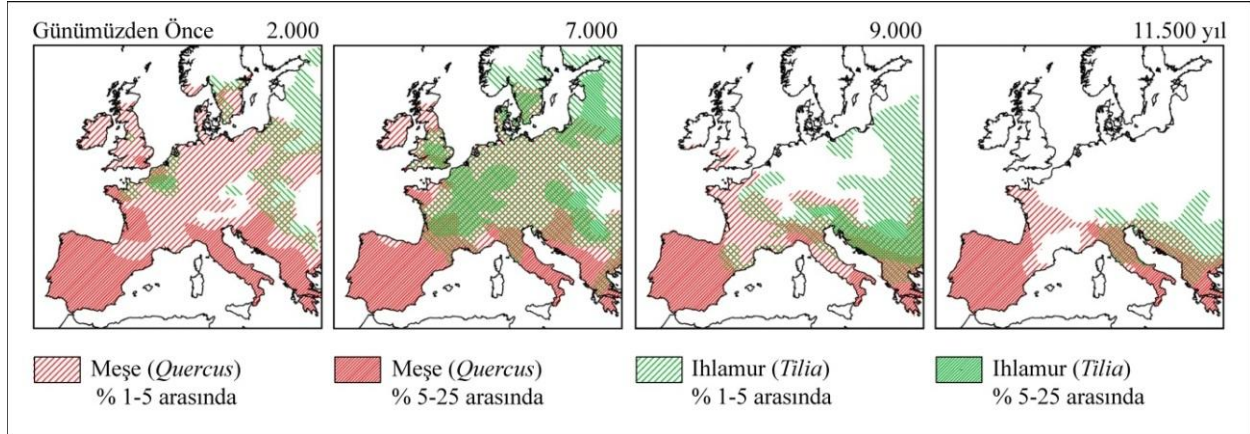 Günümüzden Önce 2.000 7.000 9.000 11.500 yıl
Meşe (Quercus) Meşe (Quercus) Ihlamur (Tilia) Ihlamur (Tilia)
% 1-5 arasında % 5-25 arasında % 1-5 arasında % 5-25 arasında